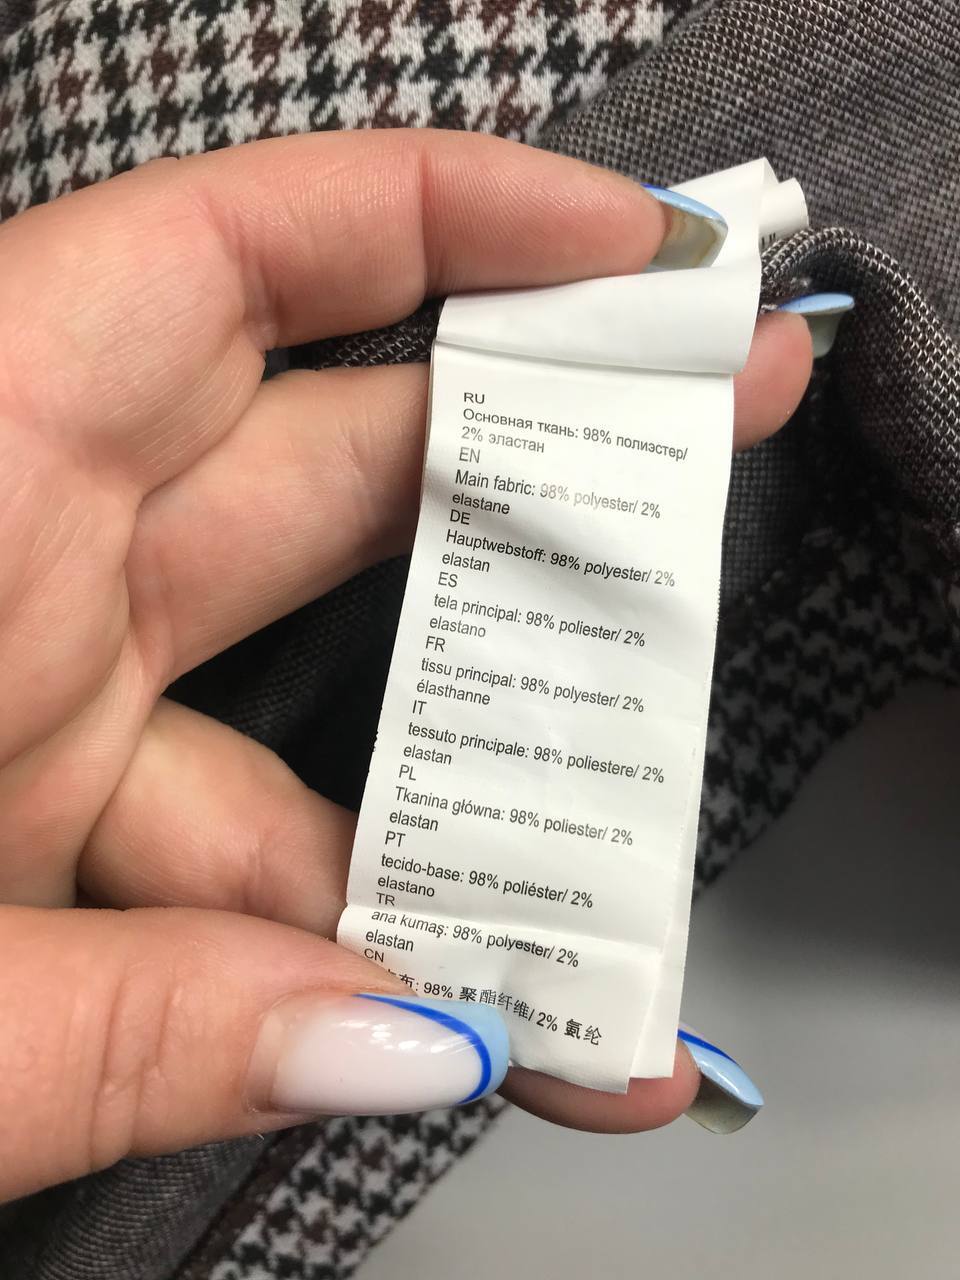 RU
Основная ткань: 98% полиэстер/
2% эластан
EN
Main fabric: 98% polyester/ 2%
elastane
DE
Hauptwebstoff: 98% polyester/ 2%
elastan
ES
tela principal: 98% poliester/ 2%
elastano
FR
tissu principal: 98% polyester/ 2%
élasthanne
IT
tessuto principale: 98% poliestere/ 2%
elastan
PL
Tkanina główna: 98% poliester/ 2%
elastan
PT
tecido-base: 98% poliéster/ 2%
elastano
TR
ana kumaş: 98% polyester/ 2%
elastan
CN
布: 98% 聚酯纤维/ 2% 氨纶